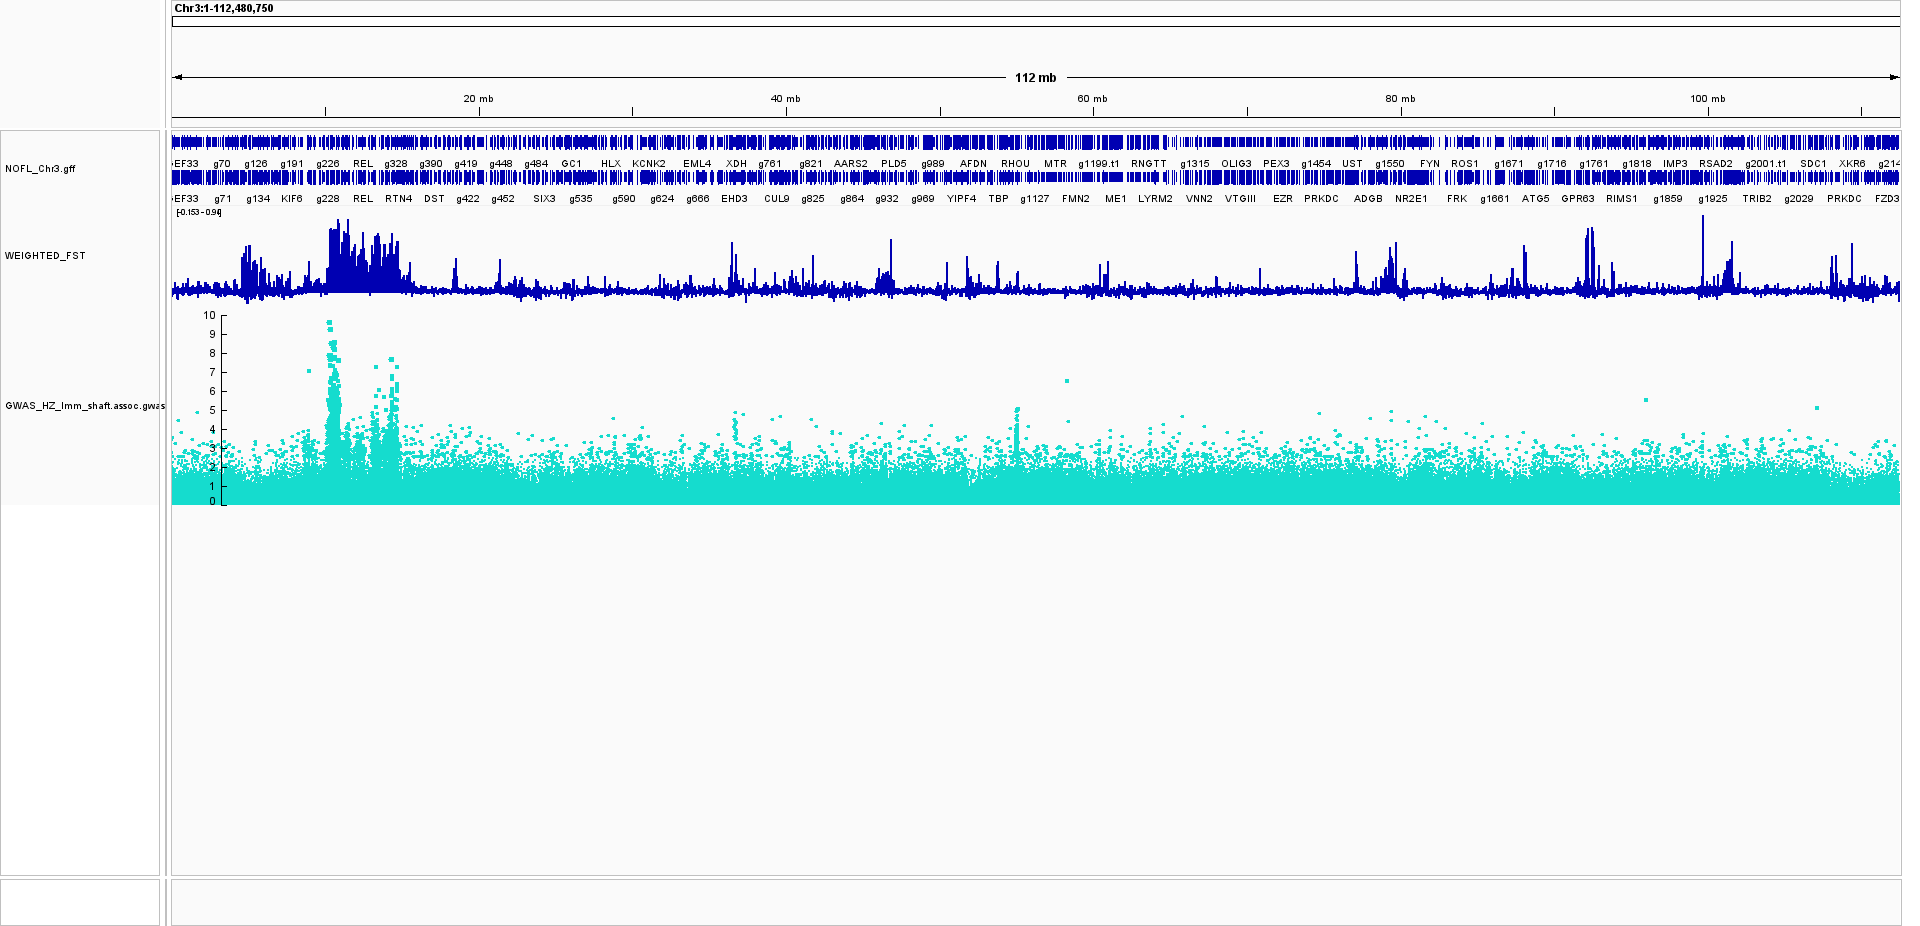 Chr3:1-112,480,750
112 mb
20 mb 40 mb 60 mb 80 mb 100 mb
NOFL_Chr3.gff
EF33 g70 g126 g191 g226 REL g328 g390 g419 g448 g484 GC1 HLX KCNK2 EML4 XDH g761 g821 AARS2 PLD5 g989 AFDN RHOU MTR g1199.t1 RNGTT g1315 OLIG3 PEX3 g1454 UST g1550 FYN ROS1 g1671 g1716 g1761 g1818 IMP3 RSAD2 g2001.t1 SDC1 XKR6 g214
EF33 g71 g134 KIF6 g228 REL RTN4 DST g422 g452 SIX3 g535 g590 g624 g666 EHD3 CUL9 g825 g864 g932 g969 YIPF4 TBP g1127 FMN2 ME1 LYRM2 VNN2 VTGIII EZR PRKDC ADGB NR2E1 FRK g1661 ATG5 GPR63 RIMS1 g1859 g1925 TRIB2 g2029 PRKDC FZD3
[-0.153 - 0.94]
WEIGHTED_FST
10
9
8
7
6
5
4
3
2
1
0
GWAS_HZ_lmm_shaft.assoc.gwas